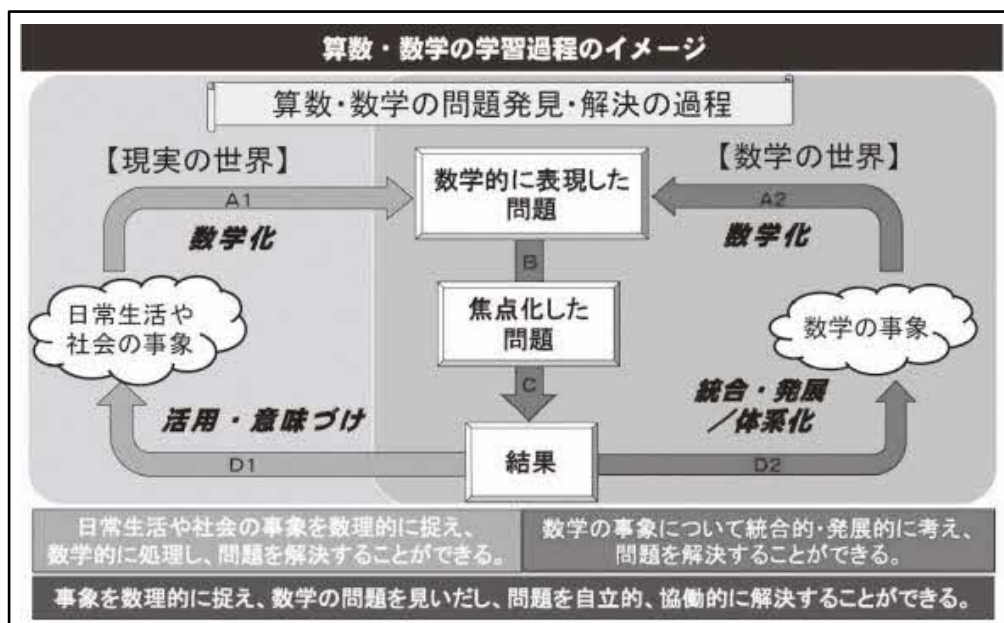 算数・数学の学習過程のイメージ
算数・数学の問題発見・解決の過程
【現実の世界】
【数学の世界】
A1
数学化
数学的に表現した
問題
A2
数学化
B
日常生活や
社会の事象
焦点化した
問題
数学の事象
C
活用・意味づけ
統合・発展
／体系化
D1
結果
D2
日常生活や社会の事象を数理的に捉え、
数学的に処理し、問題を解決することができる。
数学の事象について統合的・発展的に考え、
問題を解決することができる。
事象を数理的に捉え、数学の問題を見いだし、問題を自立的、協働的に解決することができる。